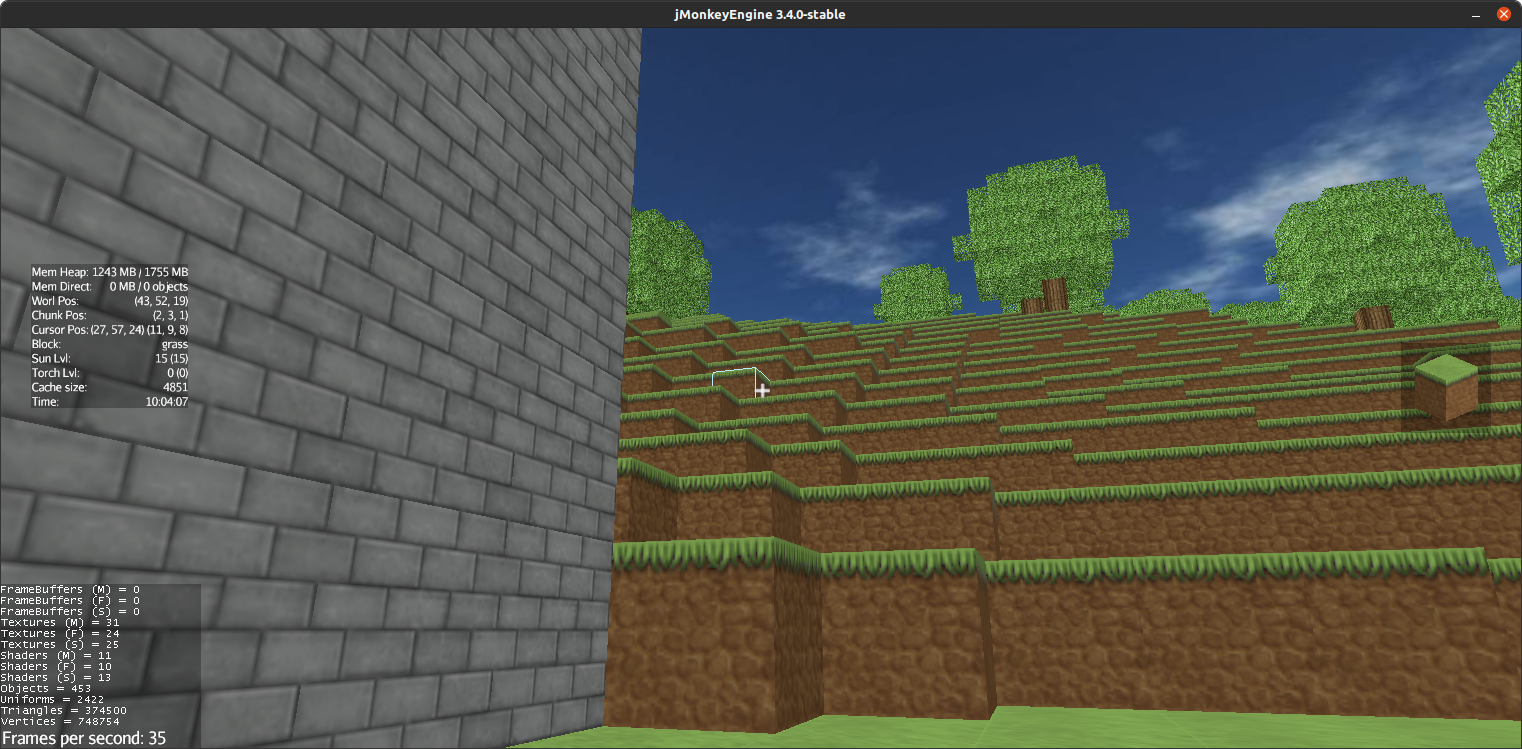 jMonkeyEngine 3.4.0-stable
Mem Heap: 1243 MB / 1755 MB
Mem Direct: 0 MB / 0 objects
Worl Pos: (43, 52, 19)
Chunk Pos: (2, 3, 1)
Cursor Pos: (27, 57, 24) (11, 9, 8)
Block: grass
Sun Lvl: 15 (15)
Torch Lvl: 0 (0)
Cache size: 4851
Time: 10:04:07
FrameBuffers (M) = 0
FrameBuffers (F) = 0
FrameBuffers (S) = 0
Textures (M) = 31
Textures (F) = 24
Textures (S) = 25
Shaders (M) = 11
Shaders (F) = 10
Shaders (S) = 13
Objects = 453
Uniforms = 2422
Triangles = 374500
Vertices = 748754
Frames per second: 35